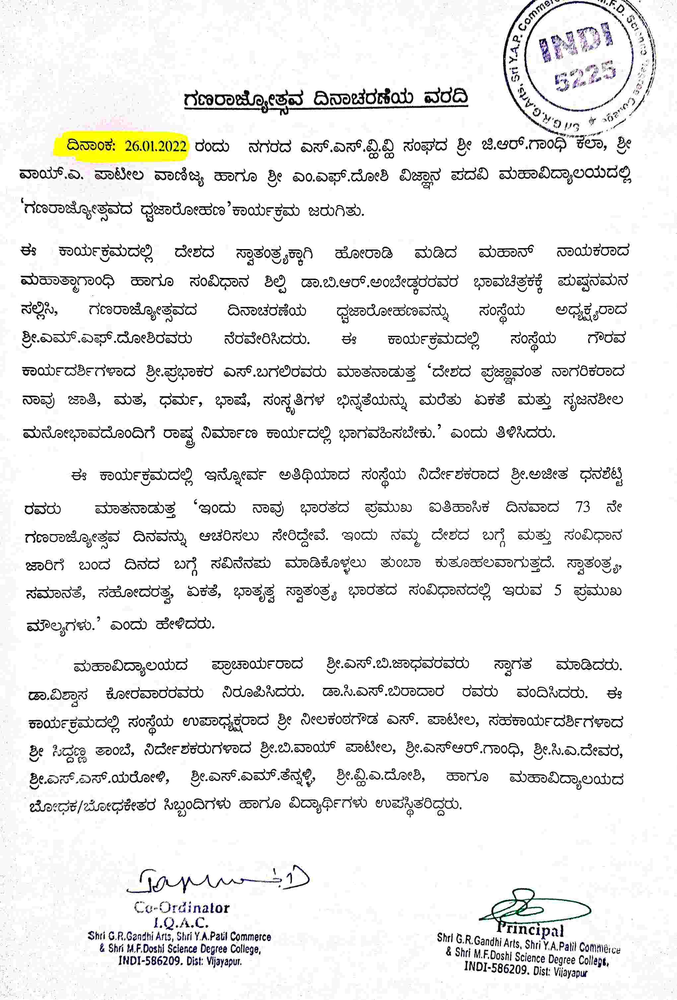 Sri G.R.G.Arts, Sri Y.A.P. Commerce M.F.D. Science Degree College
INDI
5225
ಗಣರಾಜ್ಯೋತ್ಸವ ದಿನಾಚರಣೆಯ ವರದಿ
ದಿನಾಂಕ: 26.01.2022 ರಂದು ನಗರದ ಎಸ್.ಎಸ್.ವ್ಹಿ.ವ್ಹಿ ಸಂಘದ ಶ್ರೀ ಜಿ.ಆರ್.ಗಾಂಧಿ ಕಲಾ, ಶ್ರೀ
ವಾಯ್.ಎ. ಪಾಟೀಲ ವಾಣಿಜ್ಯ ಹಾಗೂ ಶ್ರೀ ಎಂ.ಎಫ್.ದೋಶಿ ವಿಜ್ಞಾನ ಪದವಿ ಮಹಾವಿದ್ಯಾಲಯದಲ್ಲಿ
‘ಗಣರಾಜ್ಯೋತ್ಸವದ ಧ್ವಜಾರೋಹಣ’ಕಾರ್ಯಕ್ರಮ ಜರುಗಿತು.
ಈ ಕಾರ್ಯಕ್ರಮದಲ್ಲಿ ದೇಶದ ಸ್ವಾತಂತ್ರ್ಯಕ್ಕಾಗಿ ಹೋರಾಡಿ ಮಡಿದ ಮಹಾನ್ ನಾಯಕರಾದ
ಮಹಾತ್ಮಾಗಾಂಧಿ ಹಾಗೂ ಸಂವಿಧಾನ ಶಿಲ್ಪಿ ಡಾ.ಬಿ.ಆರ್.ಅಂಬೇಡ್ಕರರವರ ಭಾವಚಿತ್ರಕಕ್ಕೆ ಪುಷ್ಪನಮನ
ಸಲ್ಲಿಸಿ, ಗಣರಾಜ್ಯೋತ್ಸವದ ದಿನಾಚರಣೆಯ ಧ್ವಜಾರೋಹಣವನ್ನು ಸಂಸ್ಥೆಯ ಅಧ್ಯಕ್ಷ್ಯರಾದ
ಶ್ರೀ.ಎಮ್.ಎಫ್.ದೋಶಿರವರು ನೆರವೇರಿಸಿದರು. ಈ ಕಾರ್ಯಕ್ರಮದಲ್ಲಿ ಸಂಸ್ಥೆಯ ಗೌರವ
ಕಾರ್ಯದರ್ಶಿಗಳಾದ ಶ್ರೀ.ಪ್ರಭಾಕರ ಎಸ್.ಬಗಲಿರವರು ಮಾತನಾಡುತ್ತ ‘ದೇಶದ ಪ್ರಜ್ಞಾವಂತ ನಾಗರಿಕರಾದ
ನಾವು ಜಾತಿ, ಮತ, ಧರ್ಮ, ಭಾಷೆ, ಸಂಸ್ಕೃತಿಗಳ ಭಿನ್ನತೆಯನ್ನು ಮರೆತು ಏಕತೆ ಮತ್ತು ಸೃಜನಶೀಲ
ಮನೋಭಾವದೊಂದಿಗೆ ರಾಷ್ಟ್ರ ನಿರ್ಮಾಣ ಕಾರ್ಯದಲ್ಲಿ ಭಾಗವಹಿಸಬೇಕು.’ ಎಂದು ತಿಳಿಸಿದರು.
ಈ ಕಾರ್ಯಕ್ರಮದಲ್ಲಿ ಇನ್ನೋರ್ವ ಅತಿಥಿಯಾದ ಸಂಸ್ಥೆಯ ನಿರ್ದೇಶಕರಾದ ಶ್ರೀ.ಅಜೀತ ಧನಶೆಟ್ಟಿ
ರವರು ಮಾತನಾಡುತ್ತ ‘ಇಂದು ನಾವು ಭಾರತದ ಪ್ರಮುಖ ಐತಿಹಾಸಿಕ ದಿನವಾದ 73 ನೇ
ಗಣರಾಜ್ಯೋತ್ಸವ ದಿನವನ್ನು ಆಚರಿಸಲು ಸೇರಿದ್ದೇವೆ. ಇಂದು ನಮ್ಮ ದೇಶದ ಬಗ್ಗೆ ಮತ್ತು ಸಂವಿಧಾನ
ಜಾರಿಗೆ ಬಂದ ದಿನದ ಬಗ್ಗೆ ಸವಿನೆನಪು ಮಾಡಿಕೊಳ್ಳಲು ತುಂಬಾ ಕುತೂಹಲವಾಗುತ್ತದೆ. ಸ್ವಾತಂತ್ರ್ಯ,
ಸಮಾನತೆ, ಸಹೋದರತ್ವ, ಏಕತೆ, ಭಾತೃತ್ವ ಸ್ವಾತಂತ್ರ್ಯ ಭಾರತದ ಸಂವಿಧಾನದಲ್ಲಿ ಇರುವ 5 ಪ್ರಮುಖ
ಮೌಲ್ಯಗಳು.’ ಎಂದು ಹೇಳಿದರು.
ಮಹಾವಿದ್ಯಾಲಯದ ಪ್ರಾಚಾರ್ಯರಾದ ಶ್ರೀ.ಎಸ್.ಬಿ.ಜಾಧವರವರು ಸ್ವಾಗತ ಮಾಡಿದರು.
ಡಾ.ವಿಶ್ವಾಸ ಕೋರವಾರರವರು ನಿರೂಪಿಸಿದರು. ಡಾ.ಸಿ.ಎಸ್.ಬಿರಾದಾರ ರವರು ವಂದಿಸಿದರು. ಈ
ಕಾರ್ಯಕ್ರಮದಲ್ಲಿ ಸಂಸ್ಥೆಯ ಉಪಾಧ್ಯಕ್ಷರಾದ ಶ್ರೀ ನೀಲಕಂಠಗೌಡ ಎಸ್. ಪಾಟೀಲ, ಸಹಕಾರ್ಯದರ್ಶಿಗಳಾದ
ಶ್ರೀ ಸಿದ್ದಣ್ಣ ತಾಂಬೆ, ನಿರ್ದೇಶಕರುಗಳಾದ ಶ್ರೀ.ಬಿ.ವಾಯ್ ಪಾಟೀಲ, ಶ್ರೀ.ಎಸ್ಆರ್.ಗಾಂಧಿ, ಶ್ರೀ.ಸಿ.ಎ.ದೇವರ,
ಶ್ರೀ.ಎಸ್.ಎಸ್.ಯರೋಳಿ, ಶ್ರೀ.ಎಸ್.ಎಮ್.ತೆನ್ನಳ್ಳಿ, ಶ್ರೀ.ವ್ಹಿ.ಎ.ದೋಶಿ, ಹಾಗೂ ಮಹಾವಿದ್ಯಾಲಯದ
ಬೋಧಕ/ಬೋಧಕೇತರ ಸಿಬ್ಬಂದಿಗಳು ಹಾಗೂ ವಿದ್ಯಾರ್ಥಿಗಳು ಉಪಸ್ಥಿತರಿದ್ದರು.
Co-Ordinator
I.Q.A.C.
Shri G.R.Gandhi Arts, Shri Y.A.Patil Commerce
& Shri M.F.Doshi Science Degree College,
INDI-586209. Dist: Vijayapur.
Principal
Shri G.R.Gandhi Arts, Shri Y.A.Patil Commerce
& Shri M.F.Doshi Science Degree College,
INDI-586209. Dist: Vijayapur